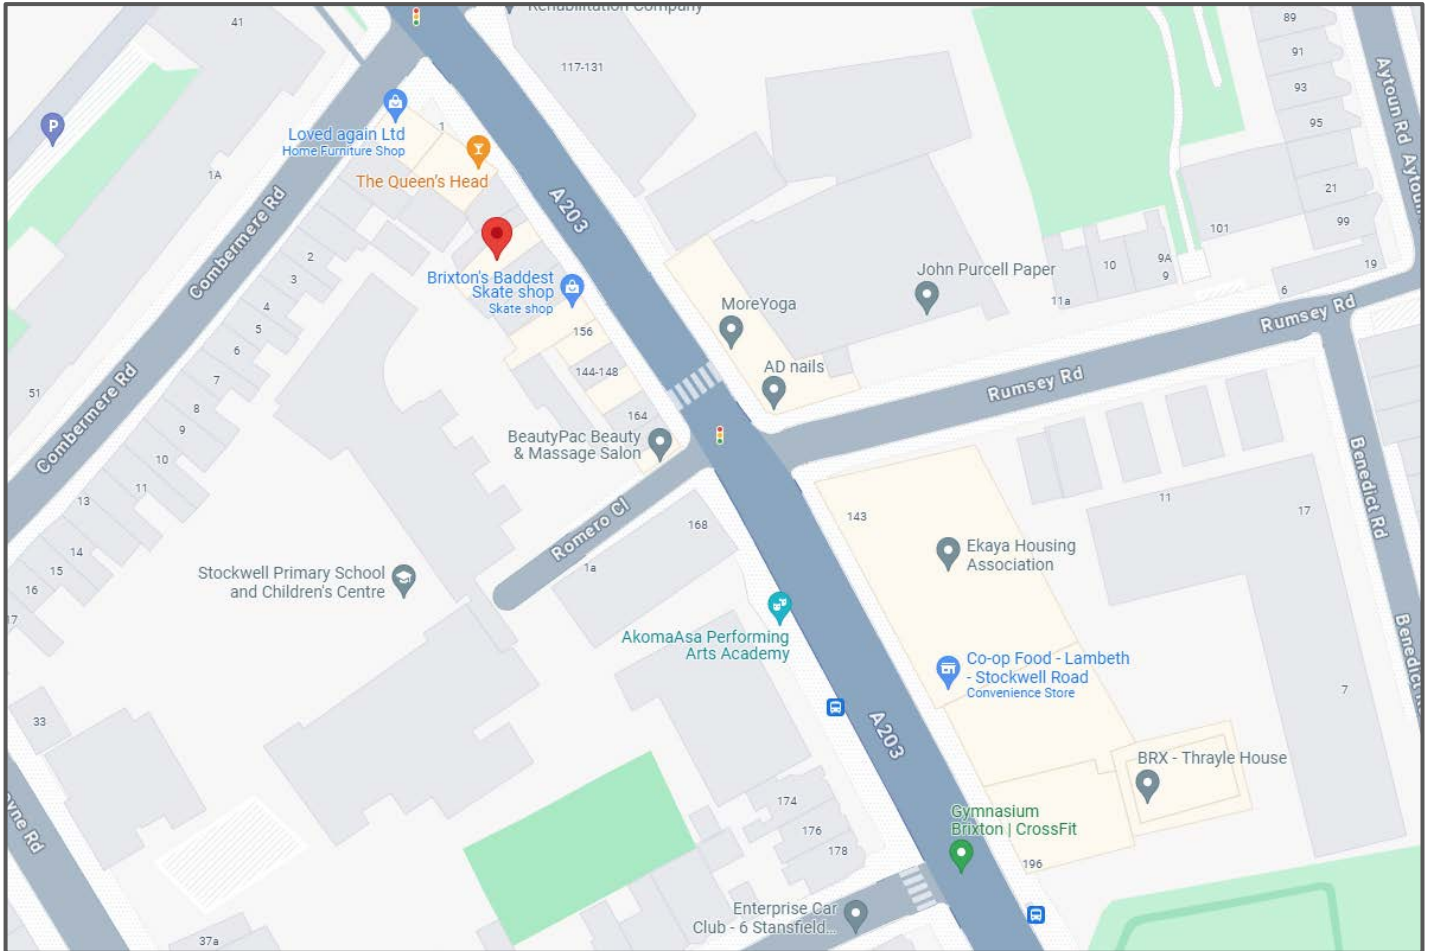 Rehabilitation Company
41
89
91
93
95
117-131
Aytoun Rd
P
1
Loved again Ltd
Home Furniture Shop
The Queen's Head
1A
A203
21
99
101
Combermere Rd
2
3
4
5
6
7
8
9
10
11
13
14
15
16
17
51
Brixton's Baddest
Skate shop
Skate shop
156
144-148
164
MoreYoga
AD nails
John Purcell Paper
11a
10
9A
9
6
19
Rumsey Rd
Rumsey Rd
Combermere Rd
BeautyPac Beauty
& Massage Salon
Romero Cl
1a
168
143
11
17
7
Benedict Rd
Ekaya Housing
Association
Stockwell Primary School
and Children's Centre
AkomaAsa Performing
Arts Academy
Co-op Food - Lambeth
- Stockwell Road
Convenience Store
A203
33
BRX - Thrayle House
174
176
178
Gymnasium
Brixton | CrossFit
196
Enterprise Car
Club - 6 Stansfield...
37a